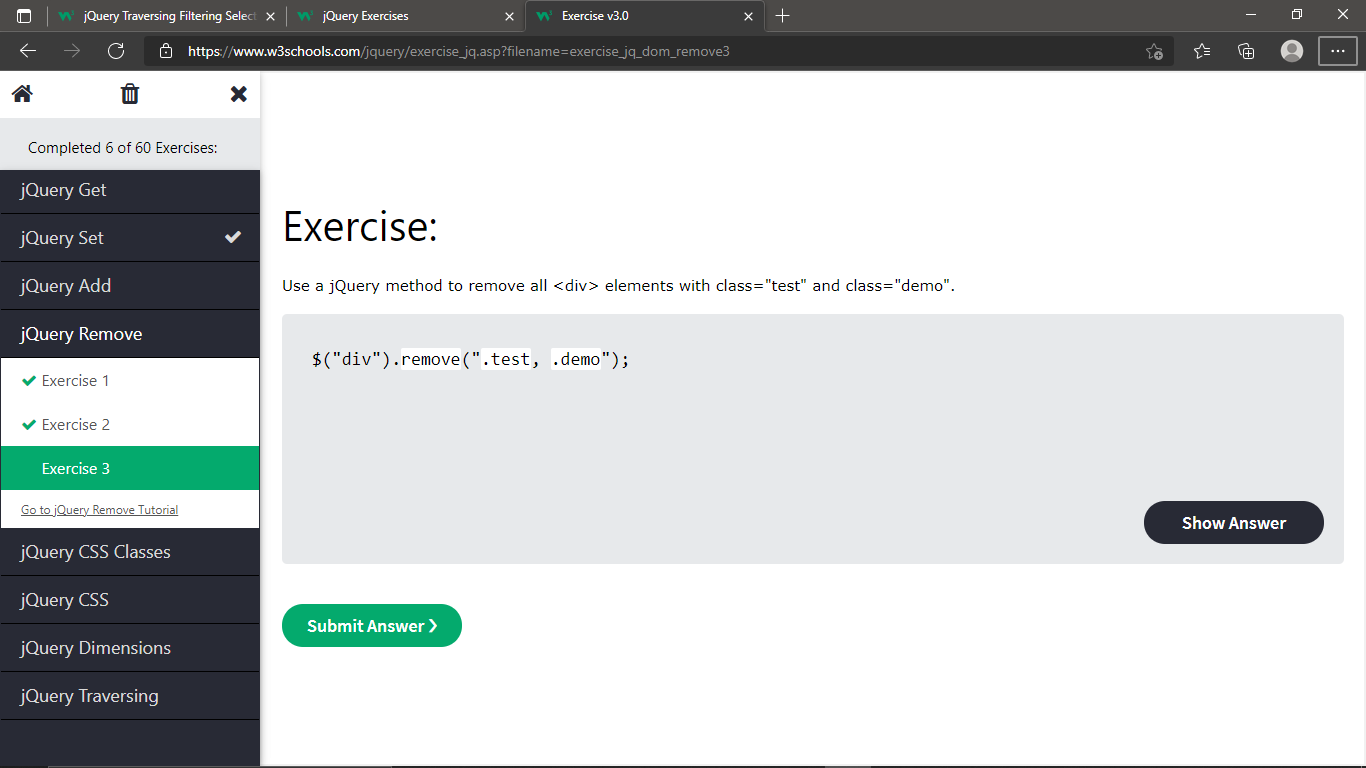 jQuery Traversing Filtering Select
jQuery Exercises
Exercise v3.0
https://www.w3schools.com/jquery/exercise_jq.asp?filename=exercise_jq_dom_remove3
Completed 6 of 60 Exercises:
jQuery Get
jQuery Set
jQuery Add
jQuery Remove
Exercise 1
Exercise 2
Exercise 3
Go to jQuery Remove Tutorial
jQuery CSS Classes
jQuery CSS
jQuery Dimensions
jQuery Traversing
Exercise:
Use a jQuery method to remove all <div> elements with class="test" and class="demo".
$("div").remove(".test, .demo");
Show Answer
Submit Answer ❯